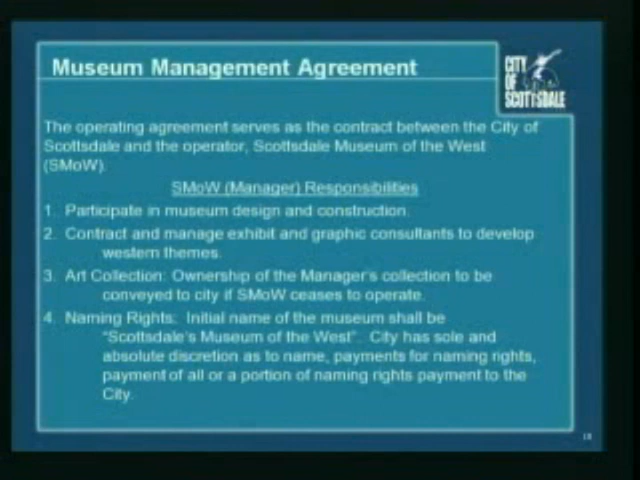 Museum Management Agreement
CITY
OF
SCOTTSDALE
The operating agreement serves as the contract between the City of
Scottsdale and the operator, Scottsdale Museum of the West
(SMoW).
SMoW (Manager) Responsibilities
1. Participate in museum design and construction.
2. Contract and manage exhibit and graphic consultants to develop
western themes.
3. Art Collection: Ownership of the Manager's collection to be
conveyed to city if SMoW ceases to operate.
4. Naming Rights: Initial name of the museum shall be
"Scottsdale's Museum of the West". City has sole and
absolute discretion as to name, payments for naming rights,
payment of all or a portion of naming rights payment to the
City.